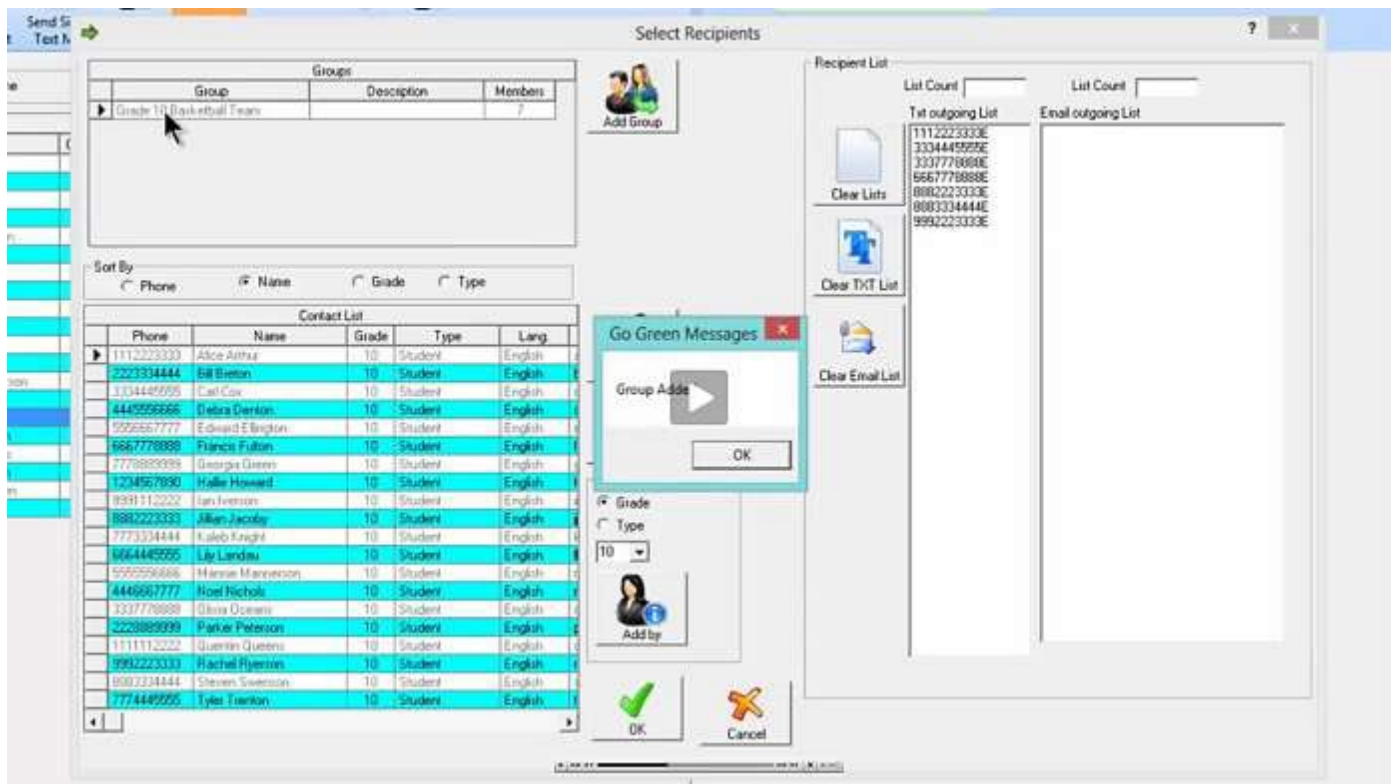 Send Si
Text M
Select Recipients
?
Groups
Group Description Members
Grade 10 Basketball Team 7
Add Group
Sort By
Phone Name Grade Type
Contact List
Phone Name Grade Type Lang
1112223333 Alice Arthur 10 Student English
2223334444 Bill Breton 10 Student English
3334445555 Carl Cox 10 Student English
4445556666 Debra Denton 10 Student English
5556667777 Edward Ellington 10 Student English
6667778888 Francis Fulton 10 Student English
7778889999 Georgia Green 10 Student English
1234567890 Hallie Howard 10 Student English
9991112222 Ian Iverson 10 Student English
8882223333 Jillian Jacoby 10 Student English
7773334444 Kaleb Knight 10 Student English
6664445555 Lily Landau 10 Student English
5555556666 Mannie Mannerson 10 Student English
4446667777 Noel Nichols 10 Student English
3337778888 Olivia Oceans 10 Student English
2228889999 Parker Peterson 10 Student English
1111112222 Quentin Queens 10 Student English
9992223333 Rachel Ryerson 10 Student English
8883334444 Steven Swenson 10 Student English
7774445555 Tyler Trenton 10 Student English
Go Green Messages
Group Adde
OK
Grade
Type
10
Add by
OK
Cancel
Recipient List
List Count List Count
Txt outgoing List Email outgoing List
1112223333E
3334445555E
3337778888E
6667778888E
8882223333E
8883334444E
9992223333E
Clear Lists
Clear TXT List
Clear Email List